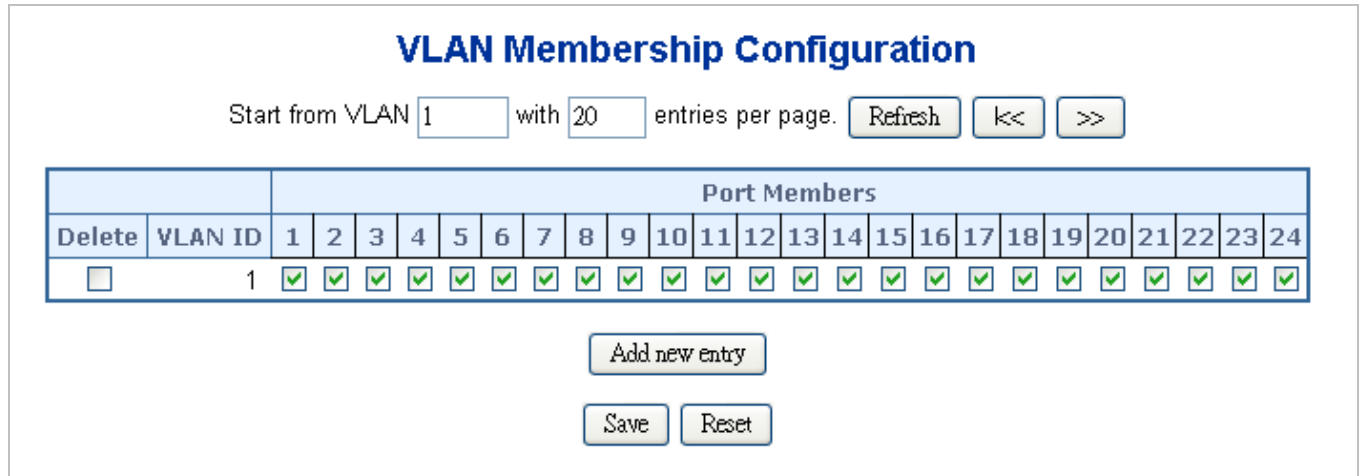 VLAN Membership Configuration
Start from VLAN 1 with 20 entries per page. Refresh |<< >>
Port Members
Delete VLAN ID 1 2 3 4 5 6 7 8 9 10 11 12 13 14 15 16 17 18 19 20 21 22 23 24
1
Add new entry
Save Reset